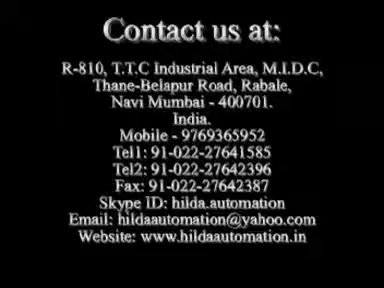 Contact us at:
R-810, T.T.C Industrial Area, M.I.D.C,
Thane-Belapur Road, Rabale,
Navi Mumbai - 400701.
India.
Mobile - 9769365952
Tel1: 91-022-27641585
Tel2: 91-022-27642396
Fax: 91-022-27642387
Skype ID: hilda.automation
Email: hildaautomation@yahoo.com
Website: www.hildaautomation.in